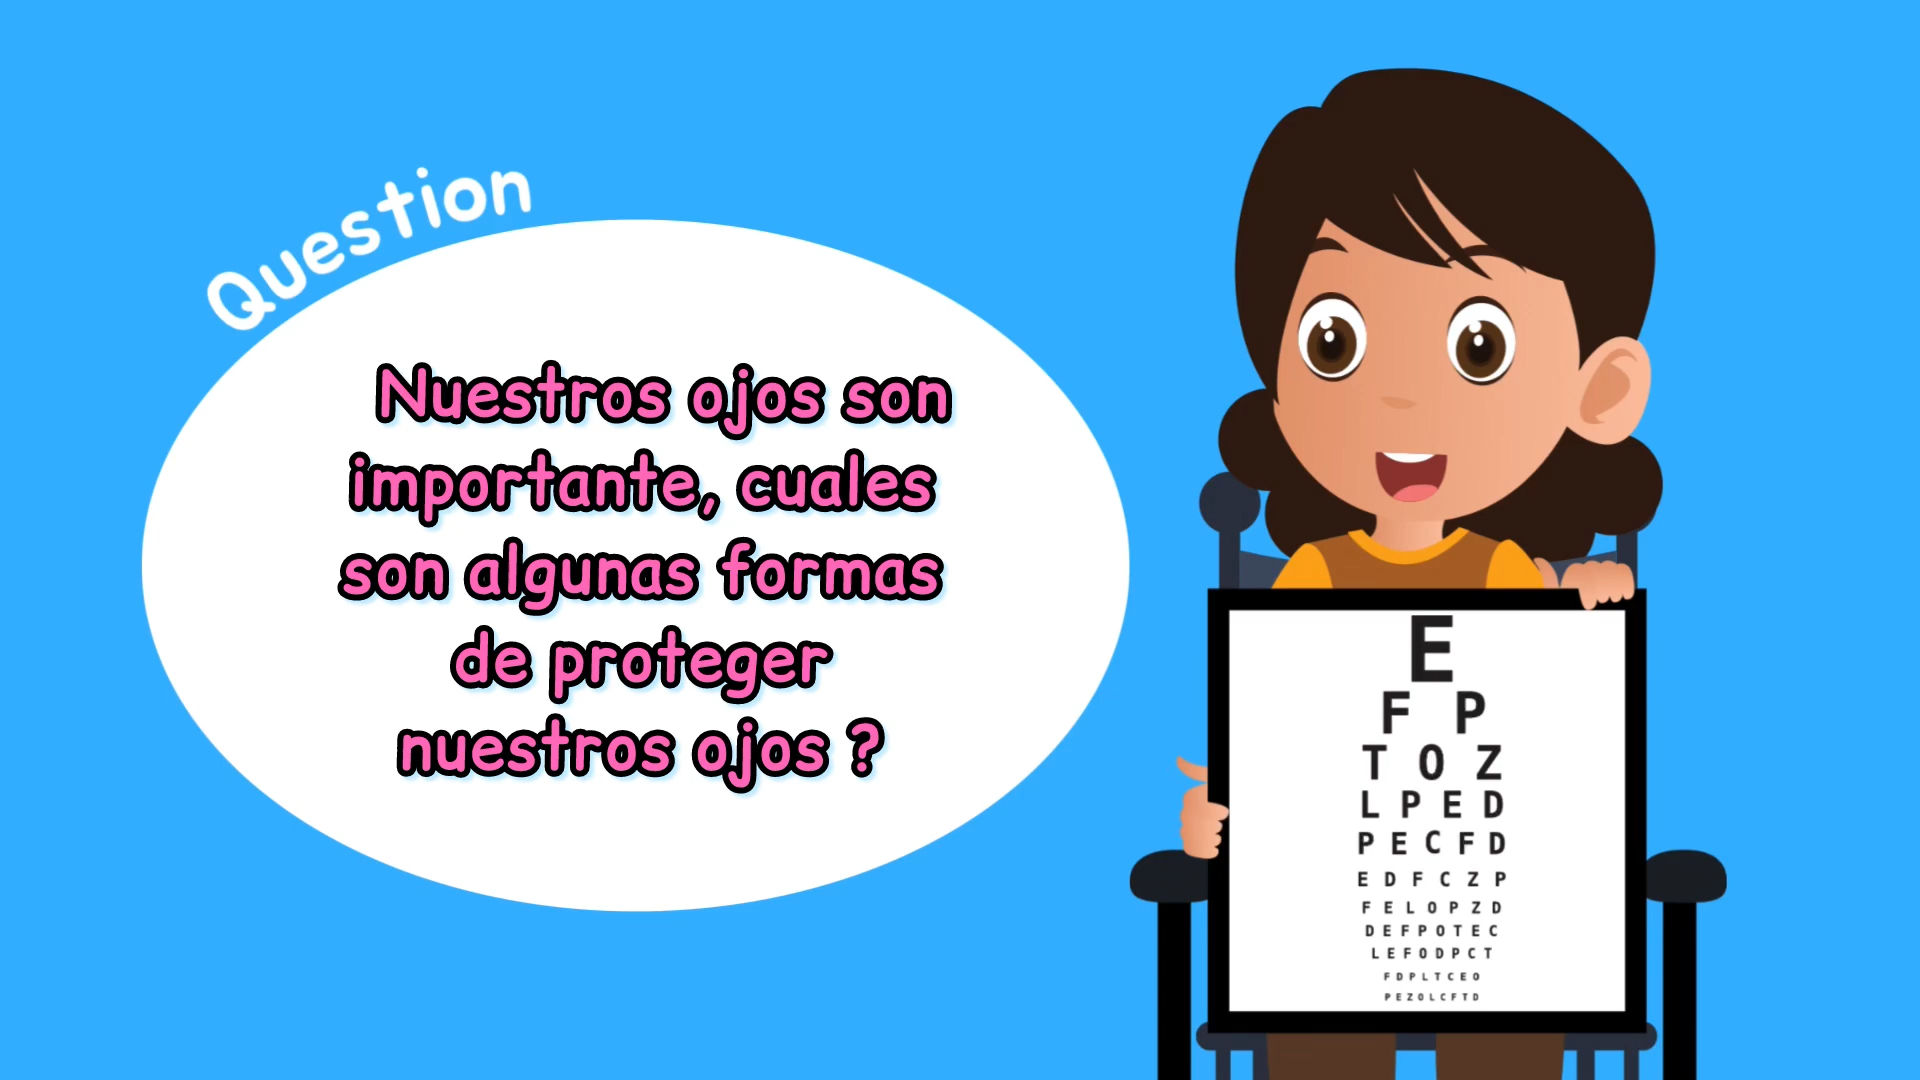 Question
Nuestros ojos son
importante, cuales
son algunas formas
de proteger
nuestros ojos ?
E
F P
T O Z
L P E D
P E C F D
E D F C Z P
F E L O P Z D
D E F P O T E C
L E F O D P C T
F D P L T C E O
P E Z O L C F T D